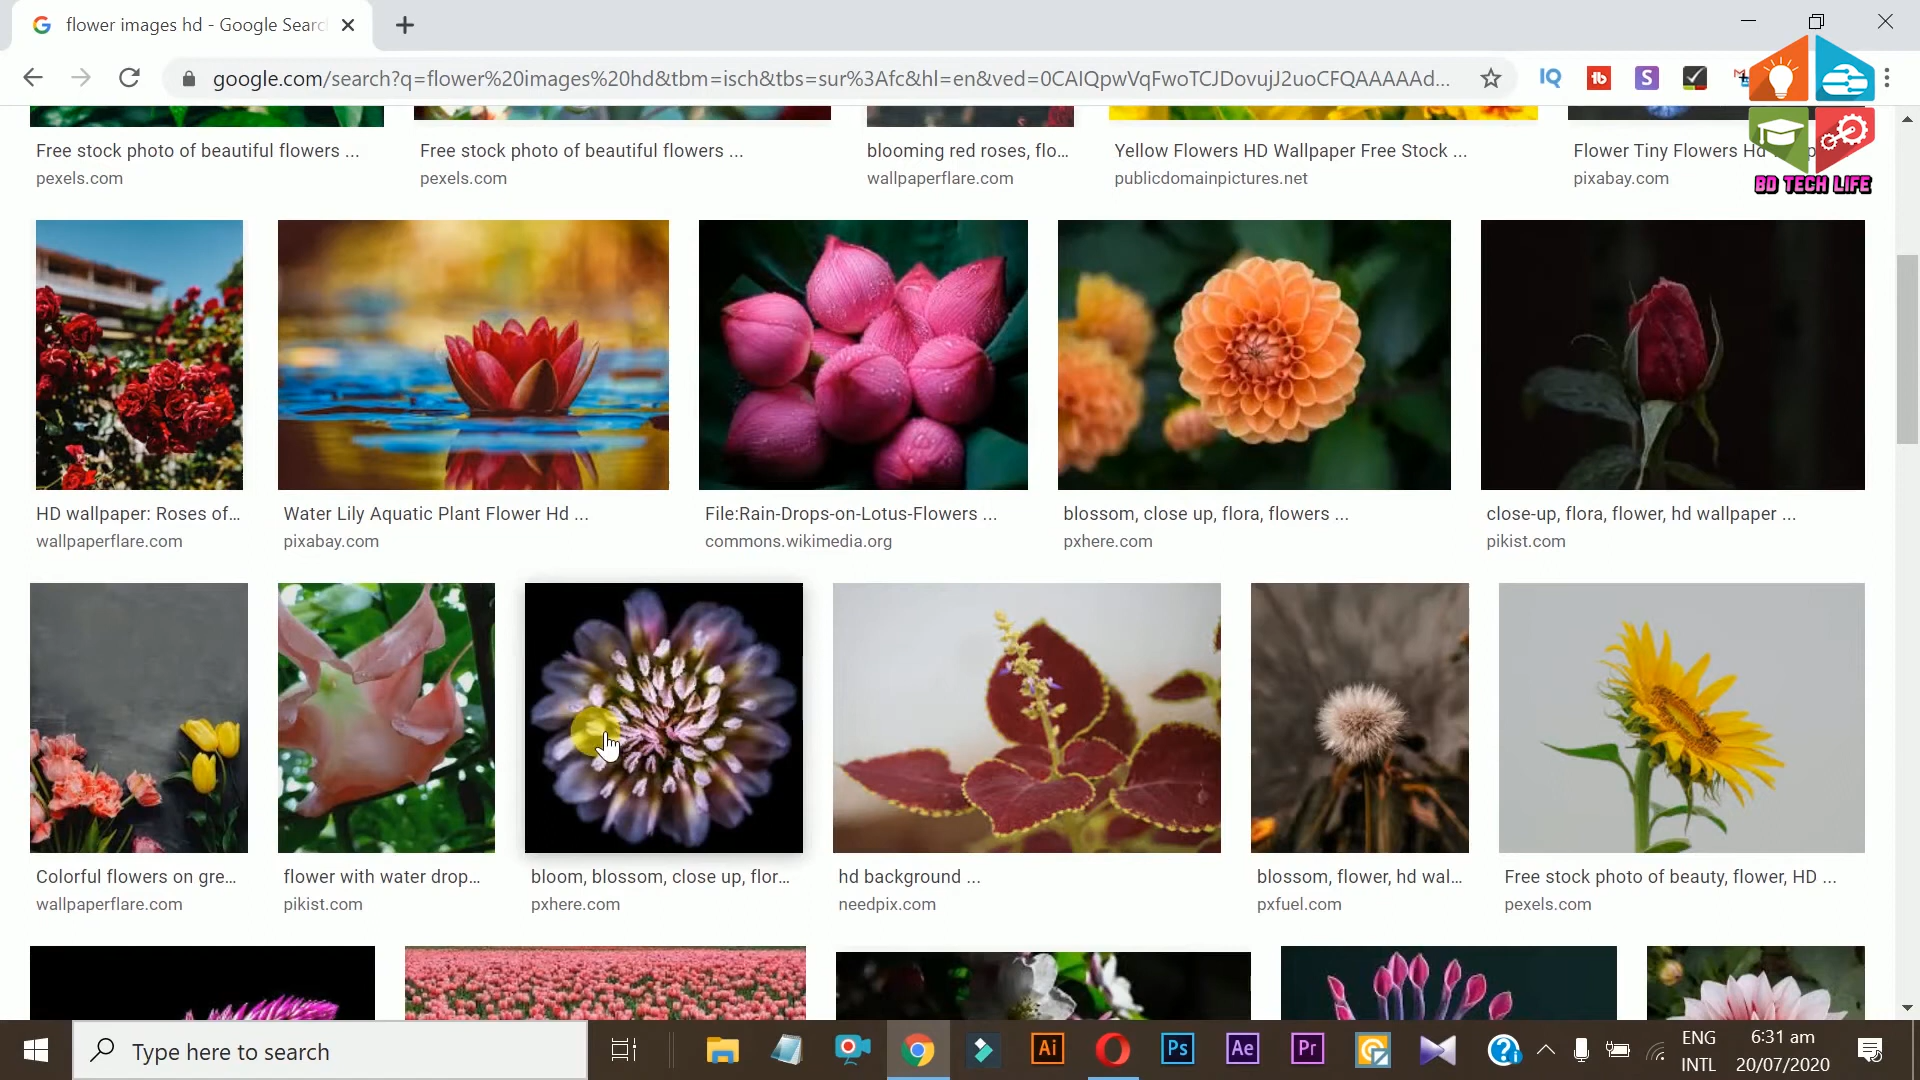 flower images hd - Google Searc
google.com/search?q=flower%20images%20hd&tbm=isch&tbs=sur%3Afc&hl=en&ved=0CAIQpwVqFwoTCJDovujJ2uoCFQAAAAAd...
IQ
tb
S
Free stock photo of beautiful flowers ...
pexels.com
Free stock photo of beautiful flowers ...
pexels.com
blooming red roses, flo...
wallpaperflare.com
Yellow Flowers HD Wallpaper Free Stock ...
publicdomainpictures.net
Flower Tiny Flowers Hd
pixabay.com
BD TECH LIFE
HD wallpaper: Roses of...
wallpaperflare.com
Water Lily Aquatic Plant Flower Hd ...
pixabay.com
File:Rain-Drops-on-Lotus-Flowers ...
commons.wikimedia.org
blossom, close up, flora, flowers ...
pxhere.com
close-up, flora, flower, hd wallpaper ...
pikist.com
Colorful flowers on gre...
wallpaperflare.com
flower with water drop...
pikist.com
bloom, blossom, close up, flor...
pxhere.com
hd background ...
needpix.com
blossom, flower, hd wal...
pxfuel.com
Free stock photo of beauty, flower, HD ...
pexels.com
Type here to search
Ai
Ps
Ae
Pr
ENG
INTL
6:31 am
20/07/2020